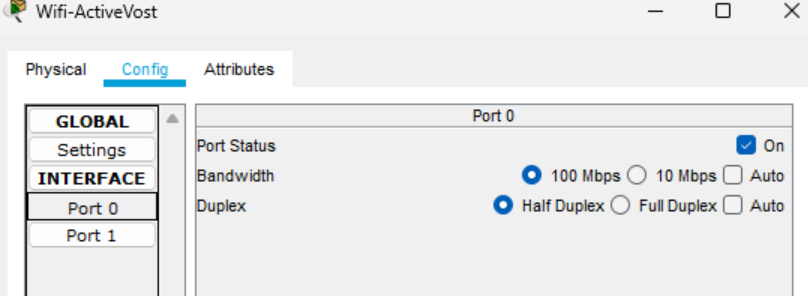 Wifi-ActiveVost
Physical Config Attributes
GLOBAL
Settings
INTERFACE
Port 0
Port 1
Port 0
Port Status On
Bandwidth 100 Mbps 10 Mbps Auto
Duplex Half Duplex Full Duplex Auto